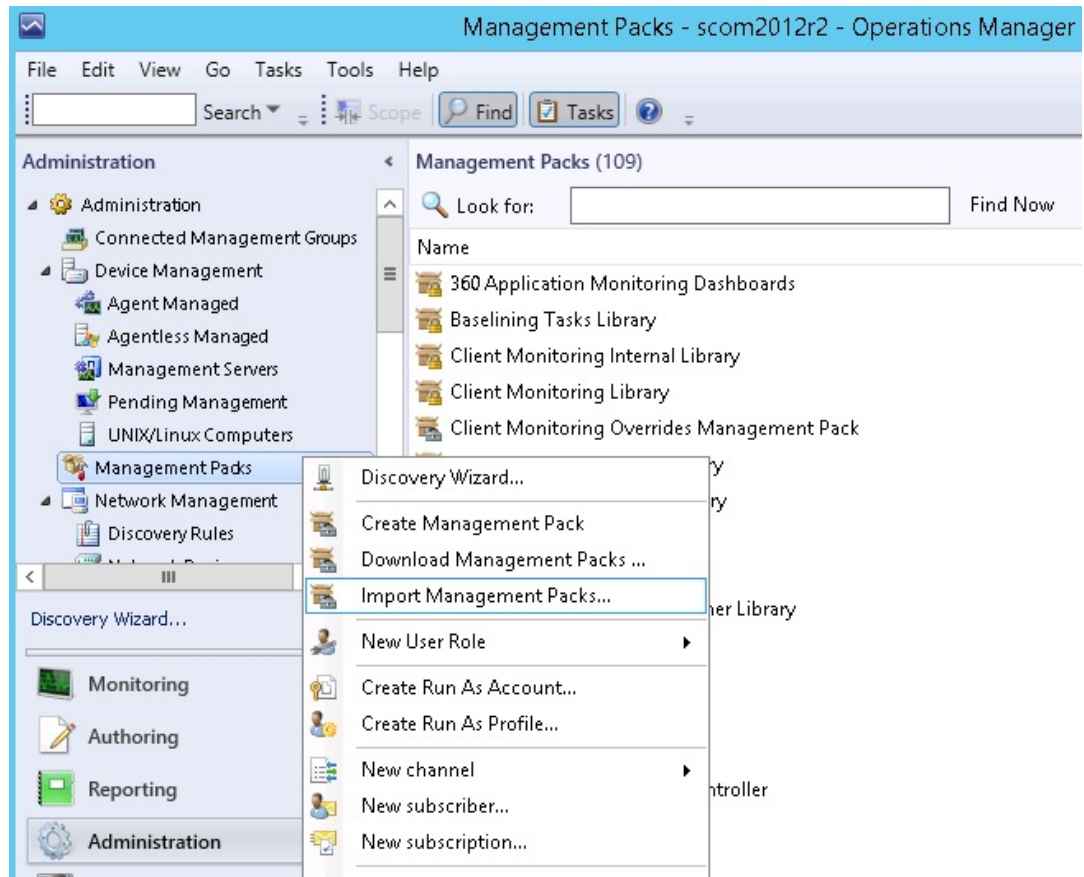 Management Packs - scom2012r2 - Operations Manager
File Edit View Go Tasks Tools Help
Search Scope Find Tasks
Administration
Administration
Connected Management Groups
Device Management
Agent Managed
Agentless Managed
Management Servers
Pending Management
UNIX/Linux Computers
Management Packs
Network Management
Discovery Rules
Discovery Wizard...
Monitoring
Authoring
Reporting
Administration
Management Packs (109)
Look for: Find Now
Name
360 Application Monitoring Dashboards
Baselining Tasks Library
Client Monitoring Internal Library
Client Monitoring Library
Client Monitoring Overrides Management Pack
Library
Discovery Wizard...
Create Management Pack
Download Management Packs ...
Import Management Packs...
New User Role
Create Run As Account...
Create Run As Profile...
New channel
New subscriber...
New subscription...